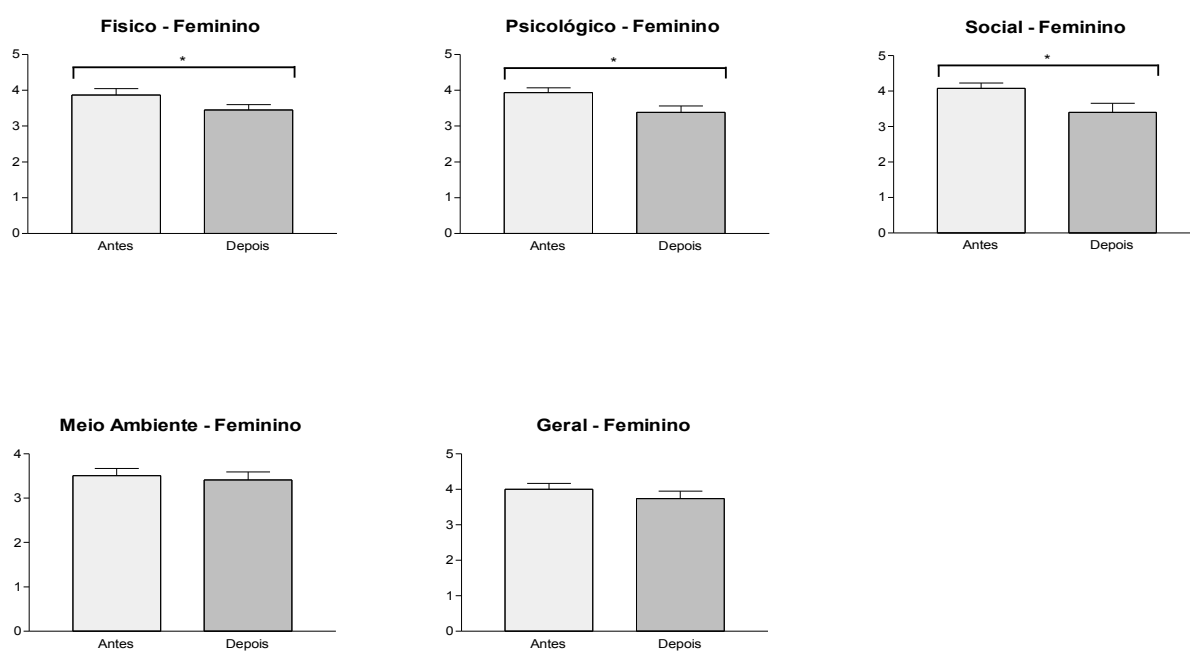 Fisico - Feminino
5
4
3
2
1
0
*
Antes
Depois
Psicológico - Feminino
5
4
3
2
1
0
*
Antes
Depois
Social - Feminino
5
4
3
2
1
0
*
Antes
Depois
Meio Ambiente - Feminino
4
3
2
1
0
Antes
Depois
Geral - Feminino
5
4
3
2
1
0
Antes
Depois